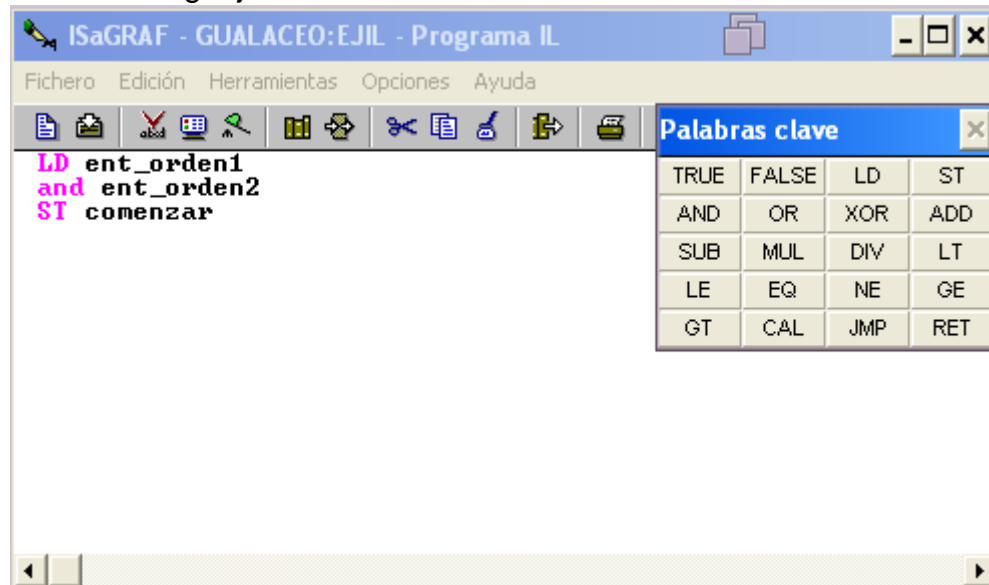 ISaGRAF - GUALACEO:EJIL - Programa IL
Fichero Edición Herramientas Opciones Ayuda
LD ent_orden1
and ent_orden2
ST comenzar
Palabras clave
TRUE FALSE LD ST
AND OR XOR ADD
SUB MUL DIV LT
LE EQ NE GE
GT CAL JMP RET